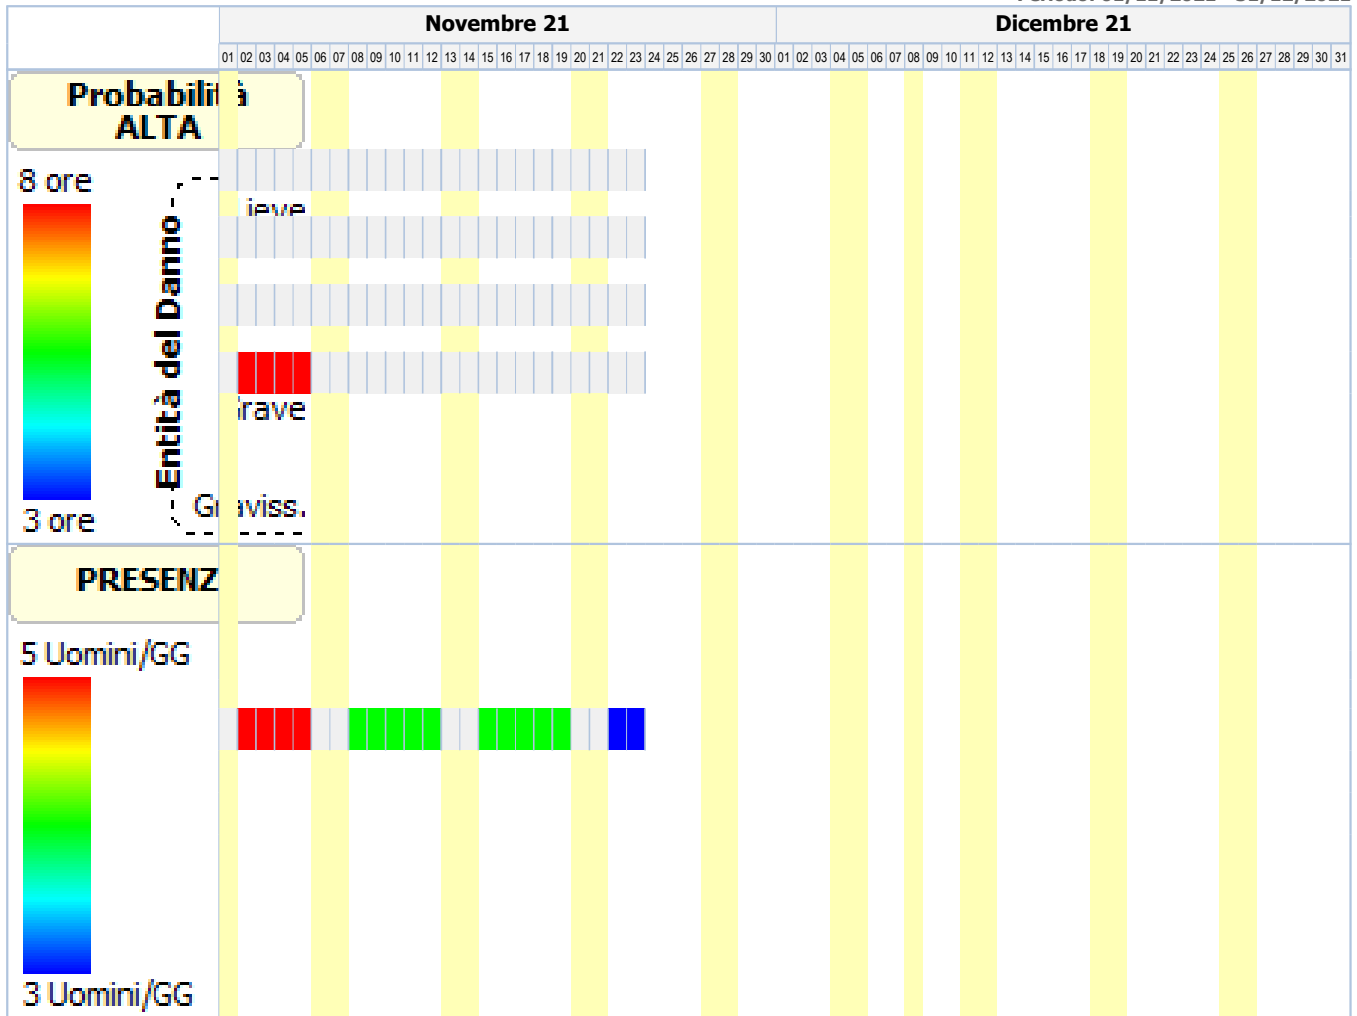 Novembre 21 Dicembre 21
01 02 03 04 05 06 07 08 09 10 11 12 13 14 15 16 17 18 19 20 21 22 23 24 25 26 27 28 29 30 01 02 03 04 05 06 07 08 09 10 11 12 13 14 15 16 17 18 19 20 21 22 23 24 25 26 27 28 29 30 31
Probabilità
ALTA
8 ore
ieve
Entità del Danno
rave
Graviss.
3 ore
PRESENZ
5 Uomini/GG
3 Uomini/GG